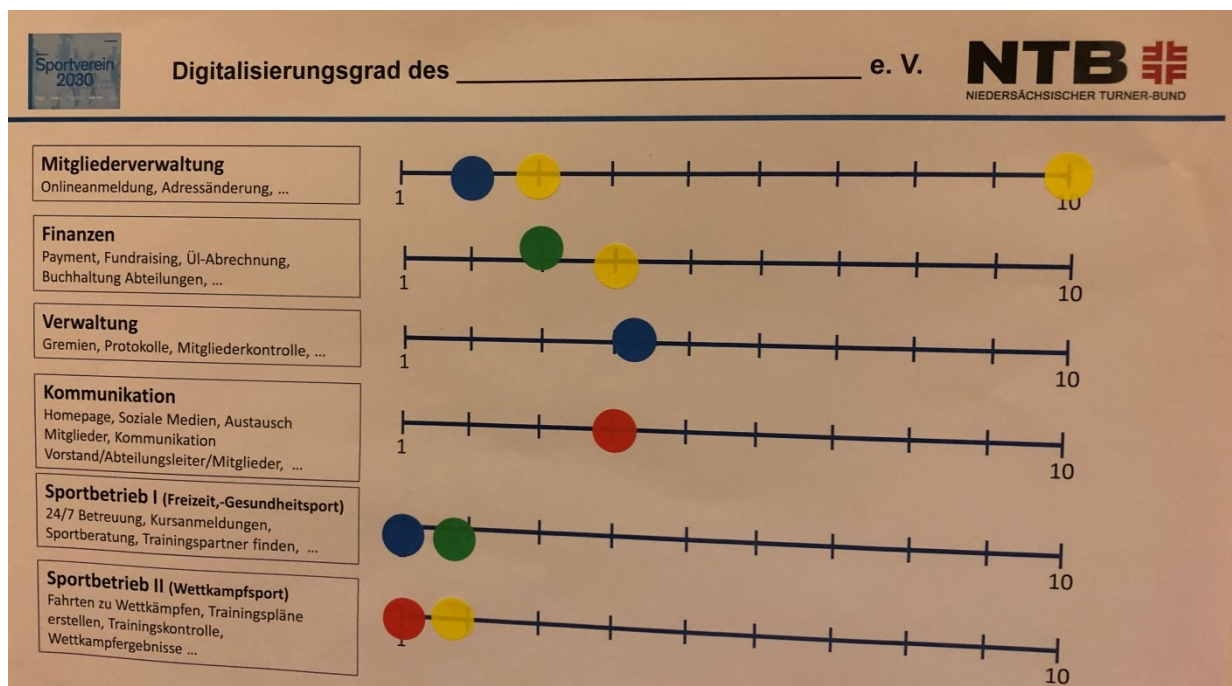 Sportverein
2030
Digitalisierungsgrad des ______________________ e. V.
NTB
NIEDERSÄCHSISCHER TURNER-BUND
Mitgliederverwaltung
Onlineanmeldung, Adressänderung, ...
1
10
Finanzen
Payment, Fundraising, Ül-Abrechnung,
Buchhaltung Abteilungen, ...
1
10
Verwaltung
Gremien, Protokolle, Mitgliederkontrolle, ...
1
10
Kommunikation
Homepage, Soziale Medien, Austausch
Mitglieder, Kommunikation
Vorstand/Abteilungsleiter/Mitglieder, ...
1
10
Sportbetrieb I (Freizeit,-Gesundheitsport)
24/7 Betreuung, Kursanmeldungen,
Sportberatung, Trainingspartner finden, ...
10
Sportbetrieb II (Wettkampfsport)
Fahrten zu Wettkämpfen, Trainingspläne
erstellen, Trainingskontrolle,
Wettkampfergebnisse ...
1
10